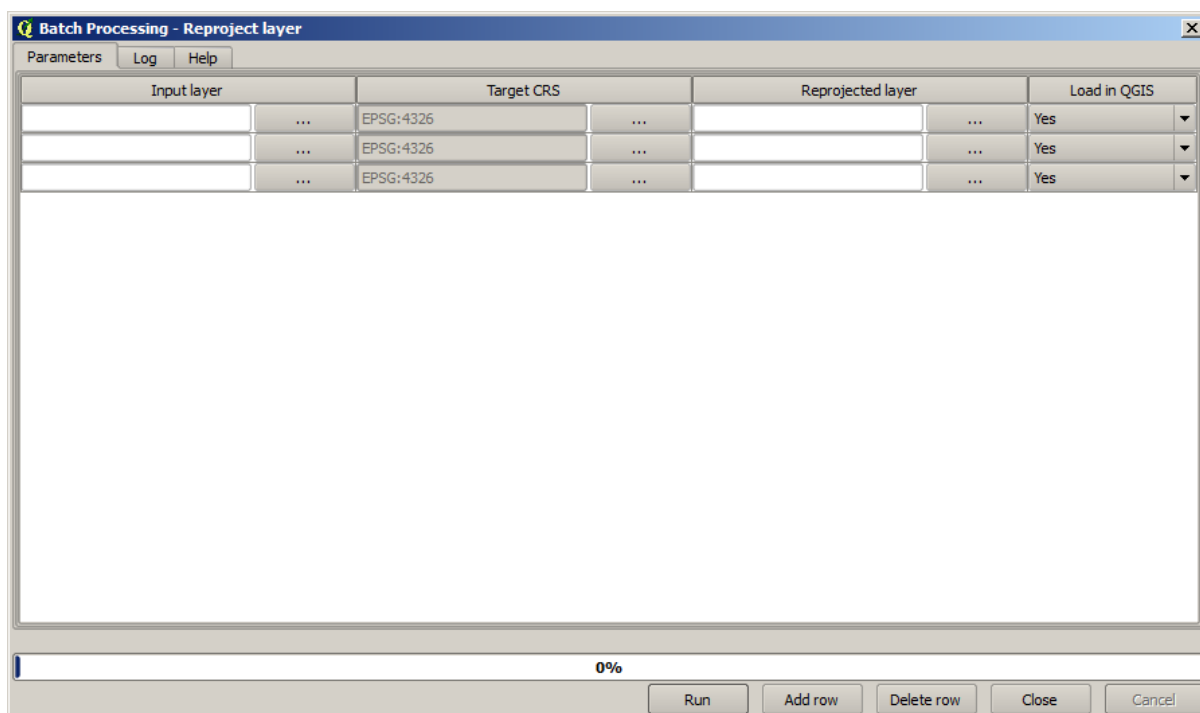 Batch Processing - Reproject layer
Parameters Log Help
Input layer Target CRS Reprojected layer Load in QGIS
... EPSG:4326 ... ... Yes
... EPSG:4326 ... ... Yes
... EPSG:4326 ... ... Yes
0%
Run Add row Delete row Close Cancel